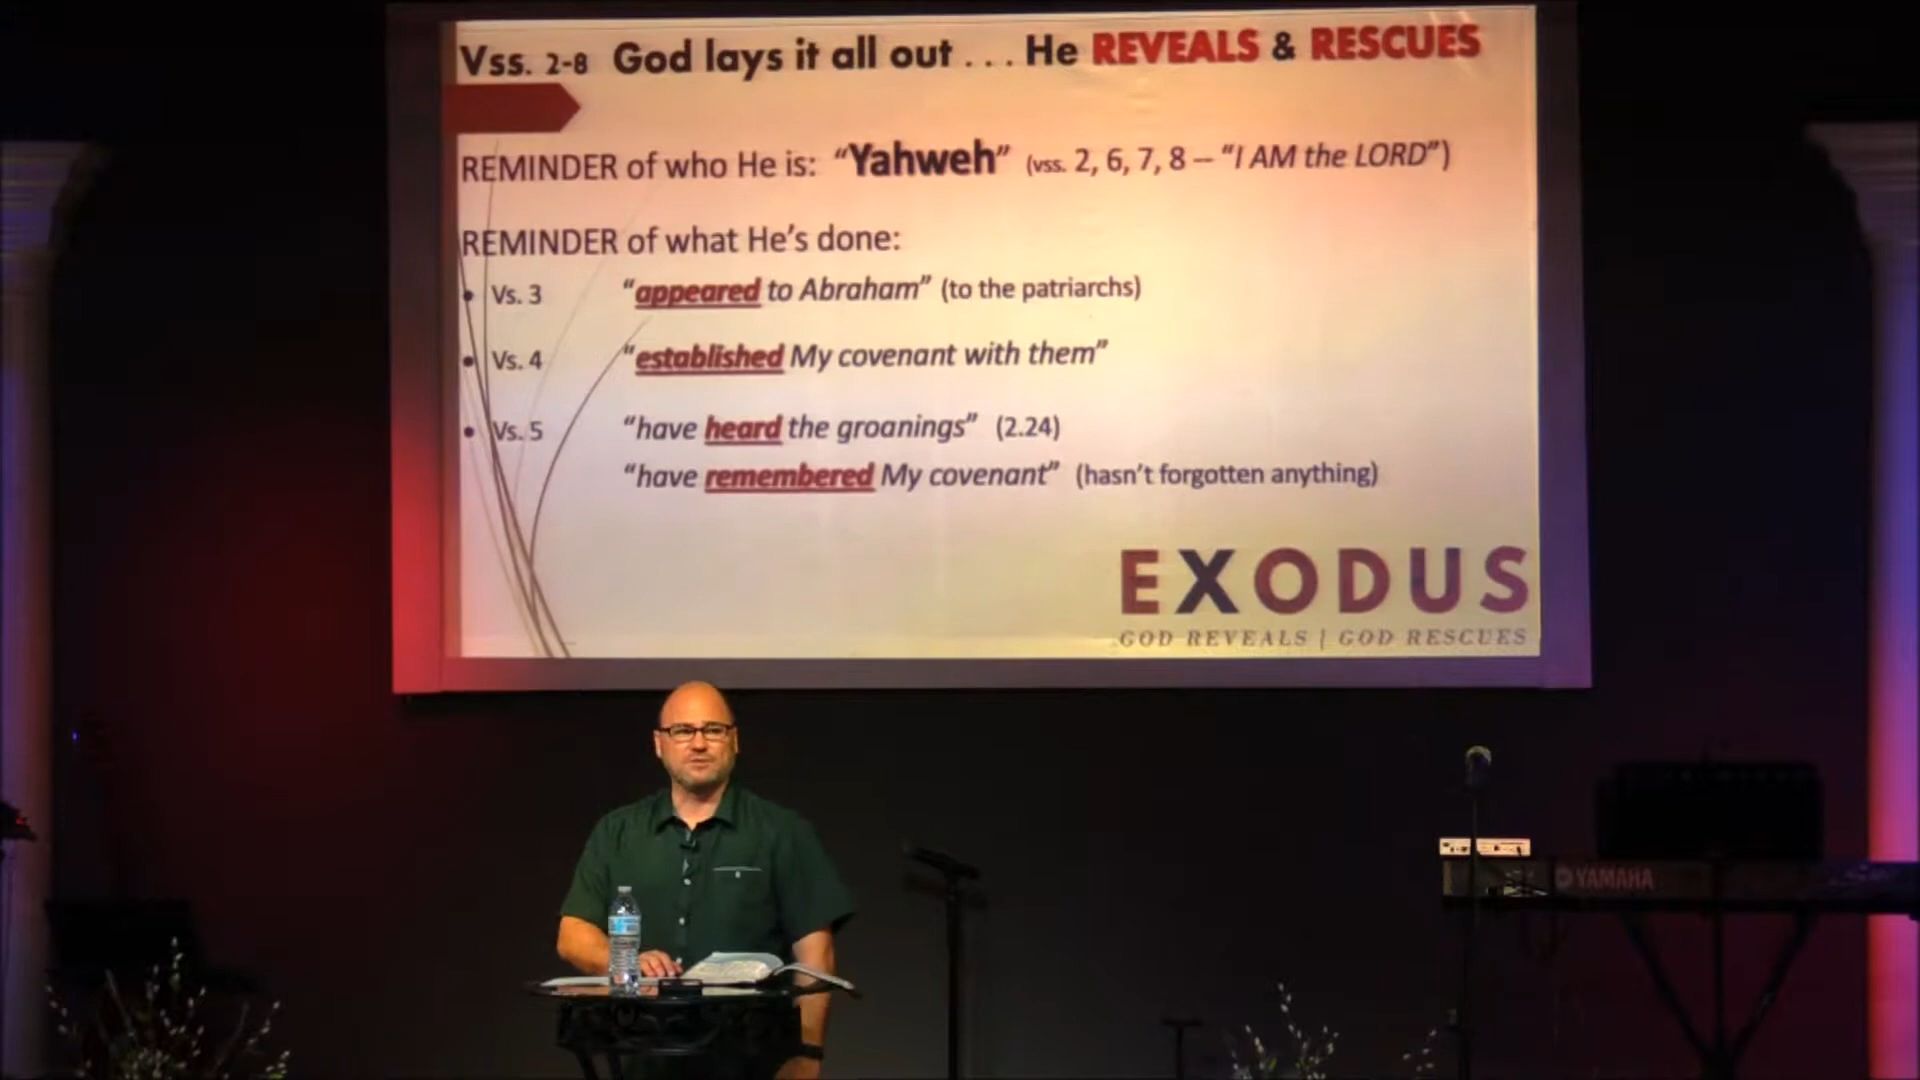 Vss. 2-8 God lays it all out . . . He REVEALS & RESCUES
REMINDER of who He is: “Yahweh” (vss. 2, 6, 7, 8 – “I AM the LORD”)
REMINDER of what He’s done:
• Vs. 3 “appeared to Abraham” (to the patriarchs)
• Vs. 4 “established My covenant with them”
• Vs. 5 “have heard the groanings” (2.24)
“have remembered My covenant” (hasn’t forgotten anything)
EXODUS
GOD REVEALS | GOD RESCUES
YAMAHA